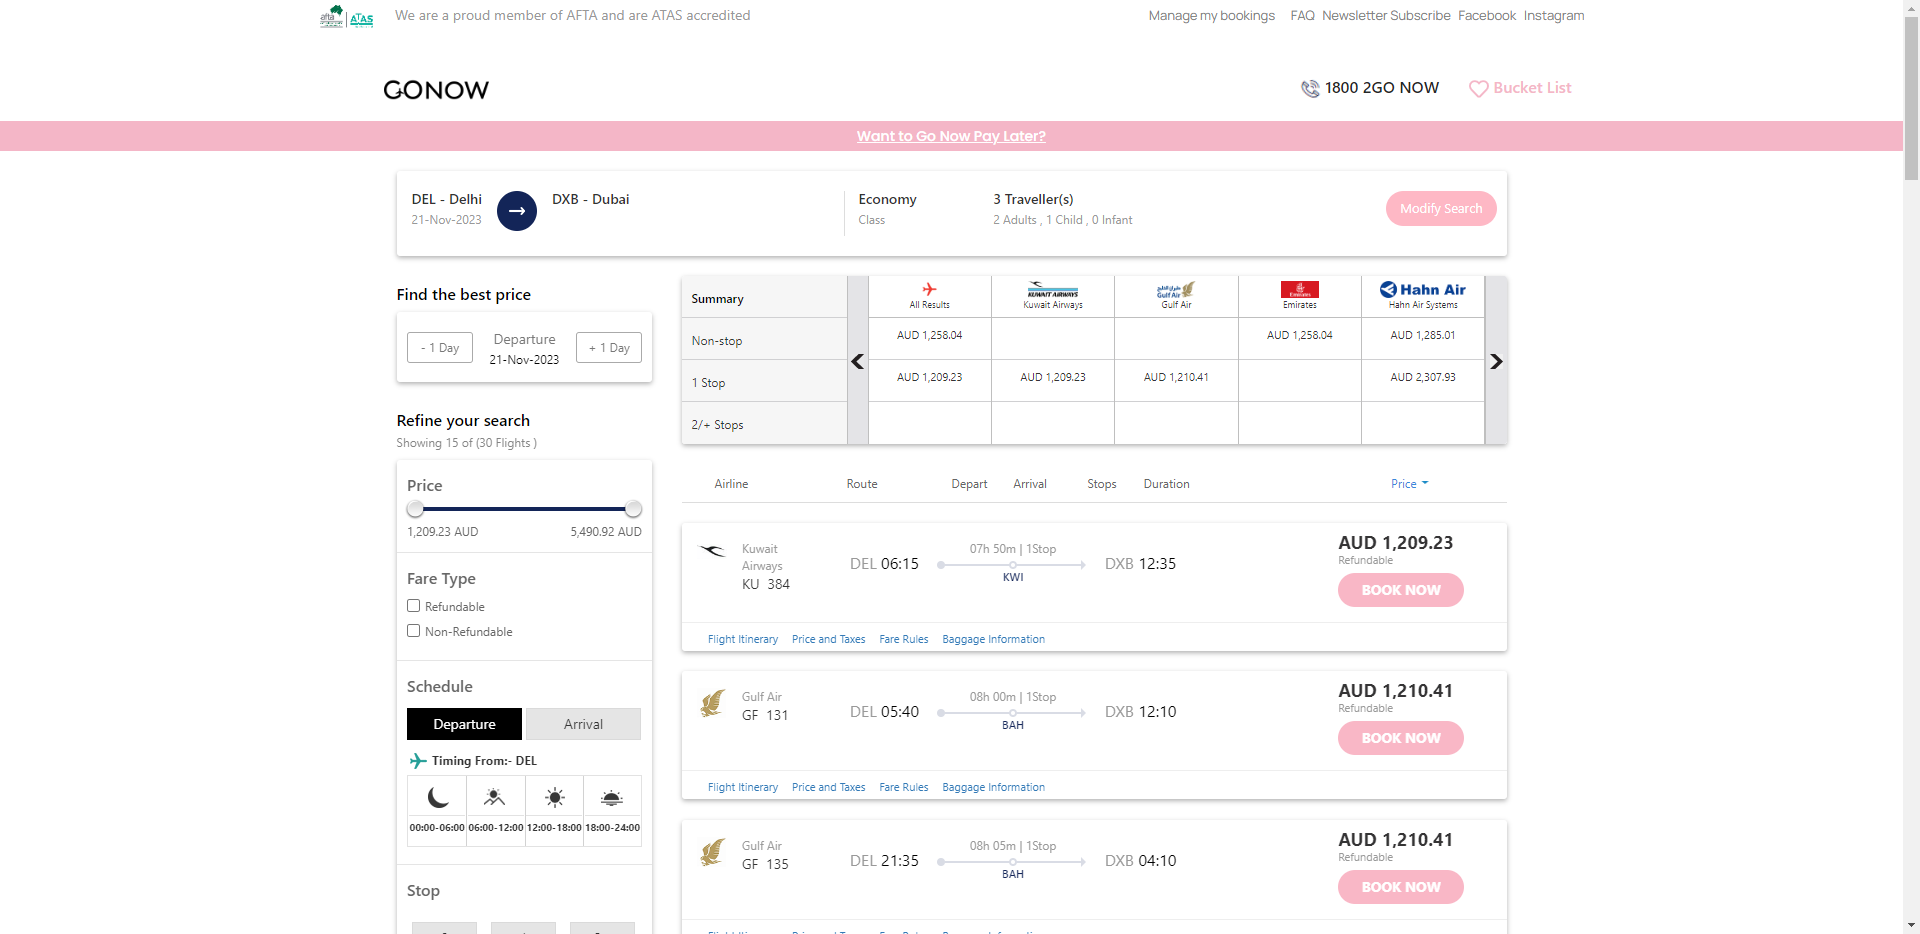 afta ATAS We are a proud member of AFTA and are ATAS accredited
Manage my bookings FAQ Newsletter Subscribe Facebook Instagram
GONOW
1800 2GO NOW Bucket List
Want to Go Now Pay Later?
DEL - Delhi
21-Nov-2023
DXB - Dubai
Economy
Class
3 Traveller(s)
2 Adults , 1 Child , 0 Infant
Modify Search
Find the best price
- 1 Day
Departure
21-Nov-2023
+ 1 Day
Refine your search
Showing 15 of (30 Flights )
Price
1,209.23 AUD 5,490.92 AUD
Fare Type
Refundable
Non-Refundable
Schedule
Departure Arrival
Timing From:- DEL
00:00-06:00 06:00-12:00 12:00-18:00 18:00-24:00
Stop
Summary
All Results
KUWAIT AIRWAYS
Kuwait Airways
طيران الخليج
Gulf Air
Gulf Air
Emirates
Emirates
Hahn Air
Hahn Air Systems
Non-stop AUD 1,258.04 AUD 1,258.04 AUD 1,285.01
1 Stop AUD 1,209.23 AUD 1,209.23 AUD 1,210.41 AUD 2,307.93
2/+ Stops
Airline Route Depart Arrival Stops Duration Price
Kuwait
Airways
KU 384
DEL 06:15
07h 50m | 1Stop
KWI
DXB 12:35
AUD 1,209.23
Refundable
BOOK NOW
Flight Itinerary Price and Taxes Fare Rules Baggage Information
Gulf Air
GF 131
DEL 05:40
08h 00m | 1Stop
BAH
DXB 12:10
AUD 1,210.41
Refundable
BOOK NOW
Flight Itinerary Price and Taxes Fare Rules Baggage Information
Gulf Air
GF 135
DEL 21:35
08h 05m | 1Stop
BAH
DXB 04:10
AUD 1,210.41
Refundable
BOOK NOW